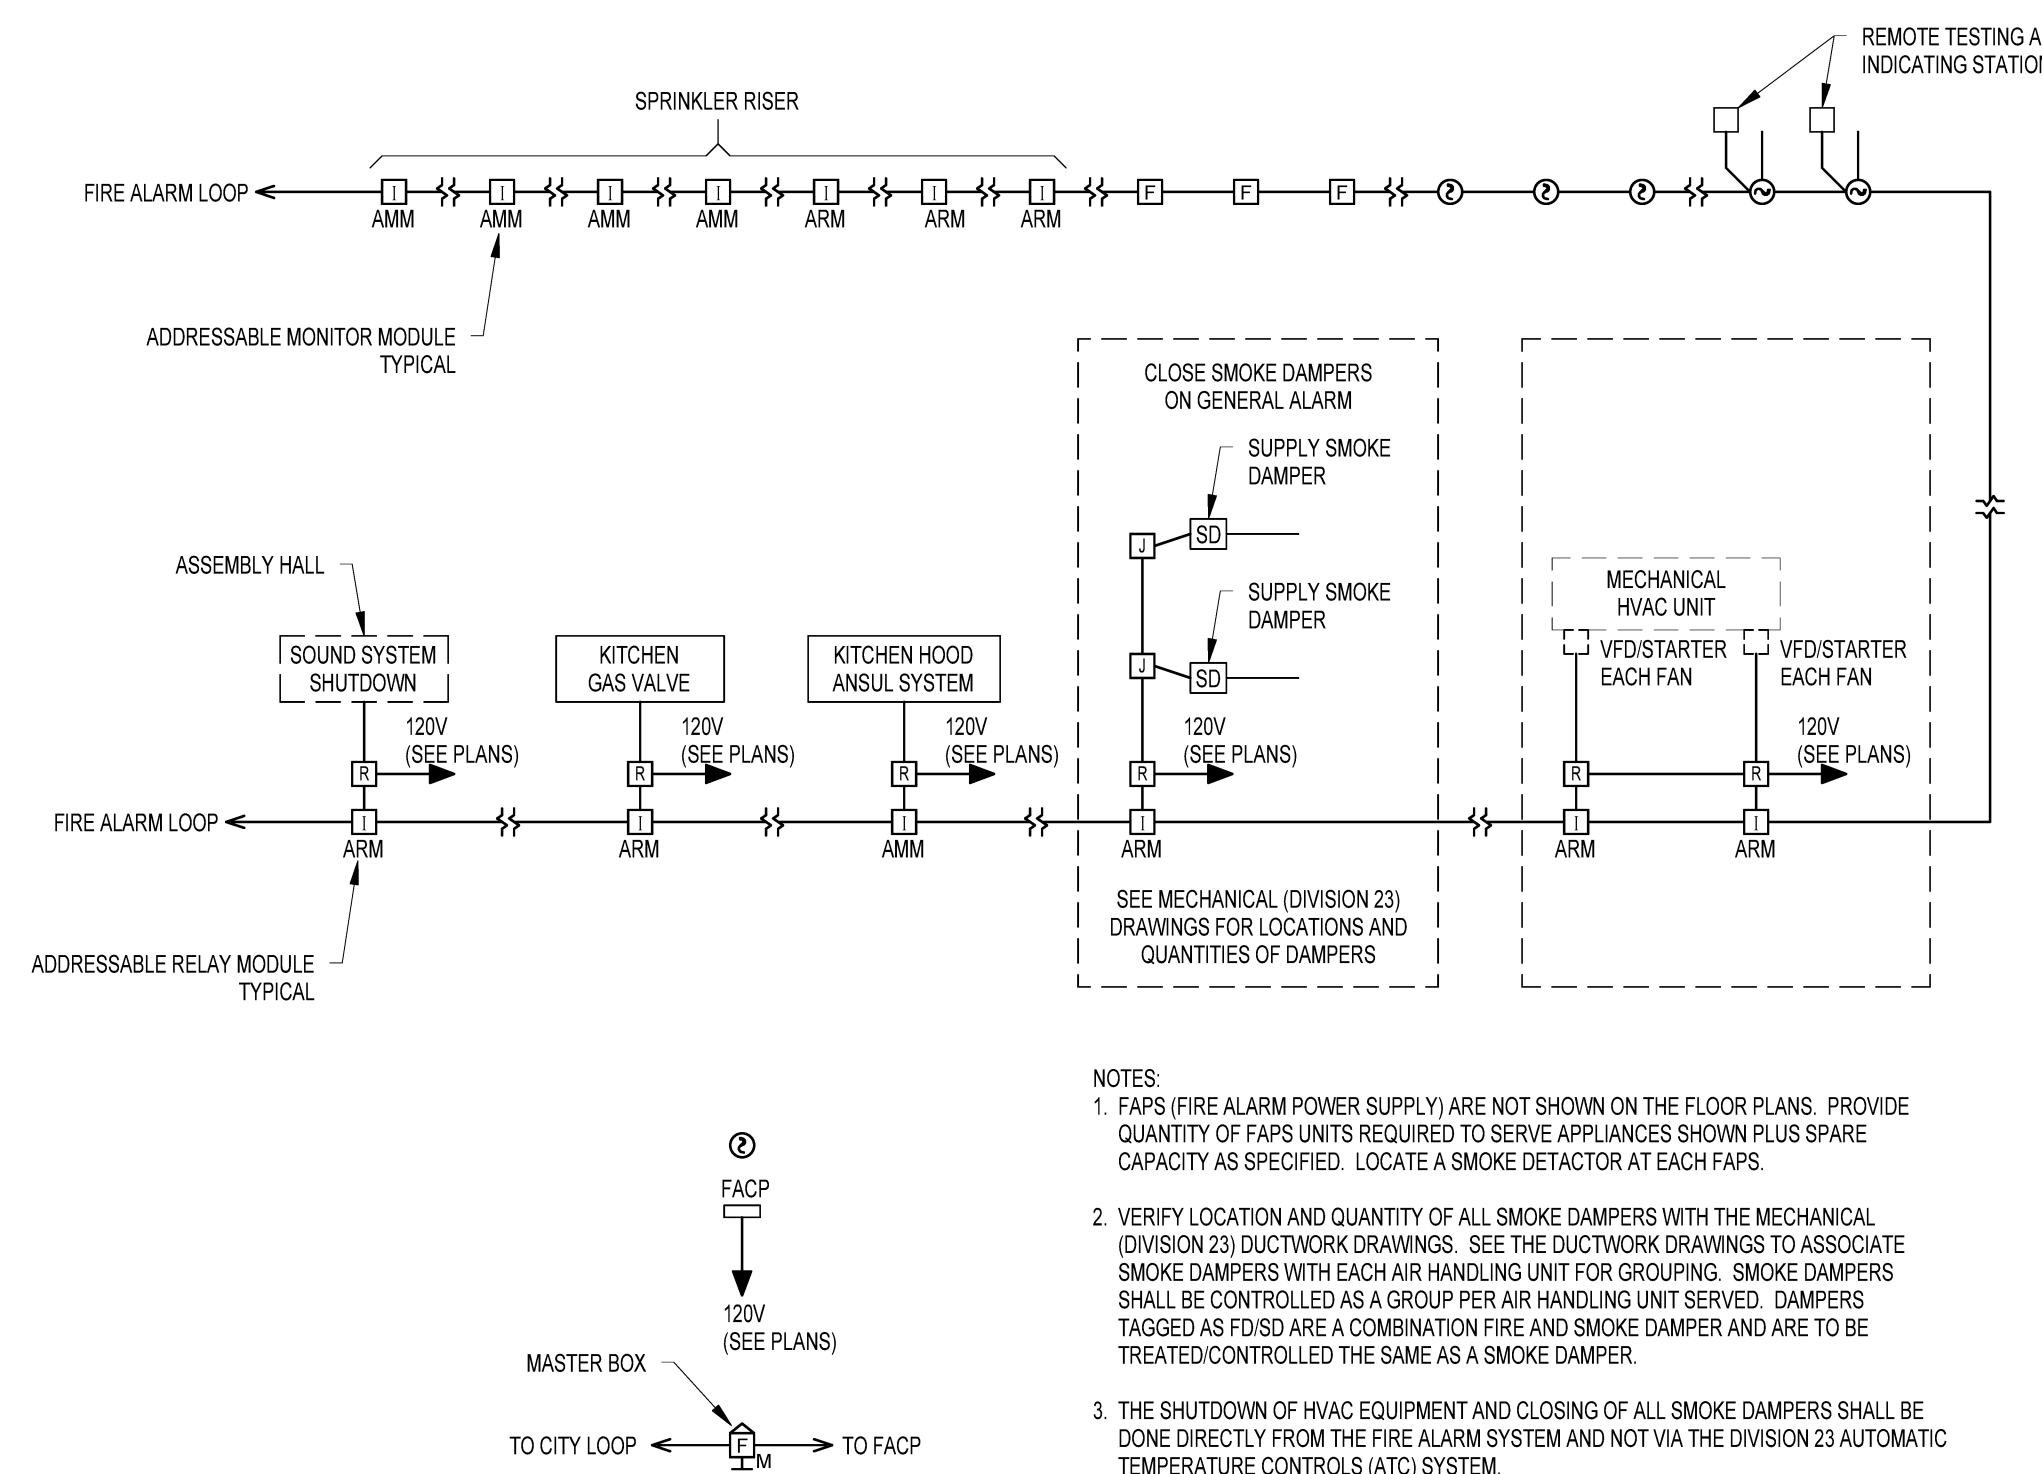 REMOTE TESTING A
INDICATING STATION
SPRINKLER RISER
FIRE ALARM LOOP
I I I I I I I F F F
AMM AMM AMM AMM ARM ARM ARM
ADDRESSABLE MONITOR MODULE
TYPICAL
CLOSE SMOKE DAMPERS
ON GENERAL ALARM
SUPPLY SMOKE
DAMPER
J SD
SUPPLY SMOKE
DAMPER
J SD
120V
(SEE PLANS)
R
I
ARM
SEE MECHANICAL (DIVISION 23)
DRAWINGS FOR LOCATIONS AND
QUANTITIES OF DAMPERS
MECHANICAL
HVAC UNIT
VFD/STARTER
EACH FAN
VFD/STARTER
EACH FAN
120V
(SEE PLANS)
R R
I I
ARM ARM
ASSEMBLY HALL
SOUND SYSTEM
SHUTDOWN
120V
(SEE PLANS)
R
I
ARM
KITCHEN
GAS VALVE
120V
(SEE PLANS)
R
I
ARM
KITCHEN HOOD
ANSUL SYSTEM
120V
(SEE PLANS)
R
I
AMM
FIRE ALARM LOOP
ADDRESSABLE RELAY MODULE
TYPICAL
FACP
120V
(SEE PLANS)
MASTER BOX
TO CITY LOOP F TO FACP
M
NOTES:
1. FAPS (FIRE ALARM POWER SUPPLY) ARE NOT SHOWN ON THE FLOOR PLANS. PROVIDE
QUANTITY OF FAPS UNITS REQUIRED TO SERVE APPLIANCES SHOWN PLUS SPARE
CAPACITY AS SPECIFIED. LOCATE A SMOKE DETACTOR AT EACH FAPS.
2. VERIFY LOCATION AND QUANTITY OF ALL SMOKE DAMPERS WITH THE MECHANICAL
(DIVISION 23) DUCTWORK DRAWINGS. SEE THE DUCTWORK DRAWINGS TO ASSOCIATE
SMOKE DAMPERS WITH EACH AIR HANDLING UNIT FOR GROUPING. SMOKE DAMPERS
SHALL BE CONTROLLED AS A GROUP PER AIR HANDLING UNIT SERVED. DAMPERS
TAGGED AS FD/SD ARE A COMBINATION FIRE AND SMOKE DAMPER AND ARE TO BE
TREATED/CONTROLLED THE SAME AS A SMOKE DAMPER.
3. THE SHUTDOWN OF HVAC EQUIPMENT AND CLOSING OF ALL SMOKE DAMPERS SHALL BE
DONE DIRECTLY FROM THE FIRE ALARM SYSTEM AND NOT VIA THE DIVISION 23 AUTOMATIC
TEMPERATURE CONTROLS (ATC) SYSTEM.